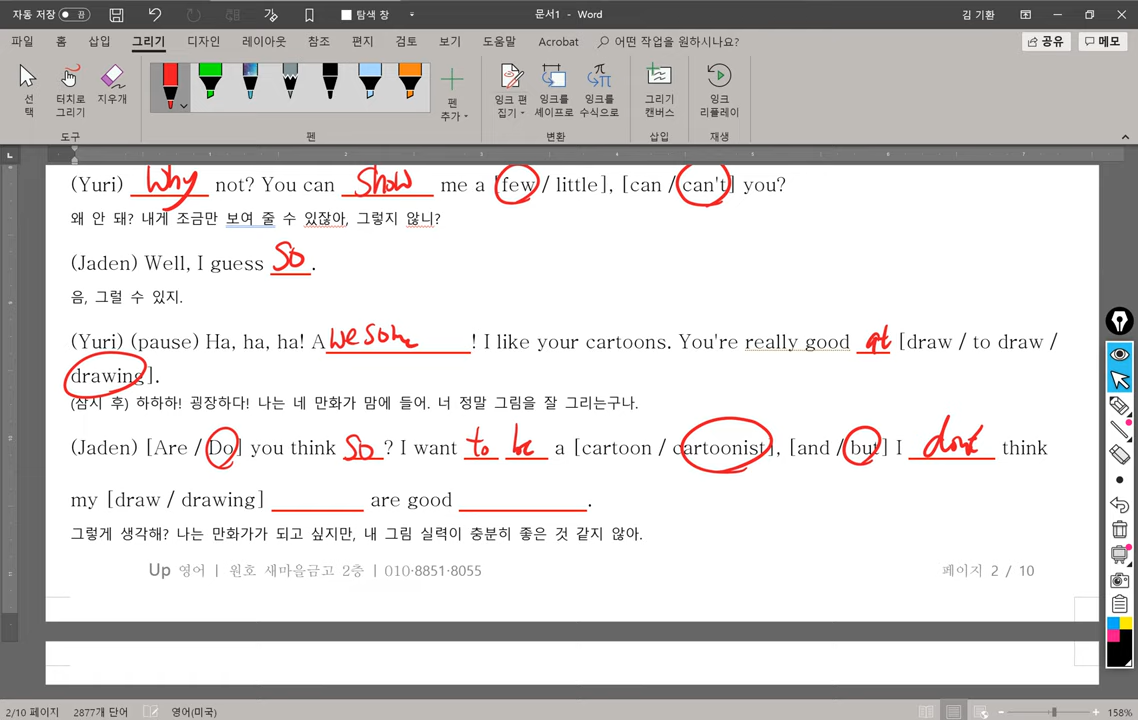 자동 저장 끔 문서1 - Word 김 기환
탐색 창
파일 홈 삽입 그리기 디자인 레이아웃 참조 편지 검토 보기 도움말 Acrobat 어떤 작업을 원하시나요? 공유 메모
선택 터치로 그리기 지우개 펜 추가 잉크 편집기 잉크를 셰이프로 잉크를 수식으로 그리기 캔버스 잉크 리플레이
도구 펜 변환 삽입 재생
(Yuri) Why not? You can show me a [few / little], [can / can't] you?
왜 안 돼? 내게 조금만 보여 줄 수 있잖아, 그렇지 않니?
(Jaden) Well, I guess so.
음, 그럴 수 있지.
(Yuri) (pause) Ha, ha, ha! Awesome! I like your cartoons. You're really good at [draw / to draw /
drawing].
(잠시 후) 하하하! 굉장하다! 나는 네 만화가 맘에 들어. 너 정말 그림을 잘 그리는구나.
(Jaden) [Are / Do] you think so? I want to be a [cartoon / cartoonist], [and / but] I don't think
my [draw / drawing] ________ are good ________.
그렇게 생각해? 나는 만화가가 되고 싶지만, 내 그림 실력이 충분히 좋은 것 같지 않아.
Up 영어 | 원호 새마을금고 2층 | 010·8851·8055 페이지 2 / 10
2/10 페이지 2877개 단어 영어(미국) 158%